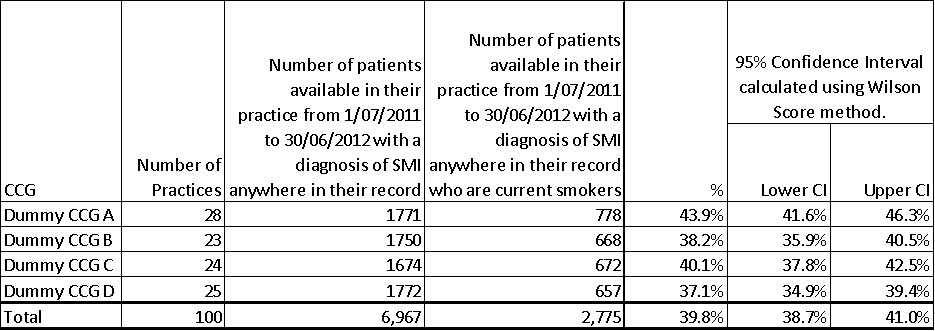 CCG
Number of
Practices
Number of patients
available in their
practice from 1/07/2011
to 30/06/2012 with a
diagnosis of SMI
anywhere in their record
Number of patients
available in their
practice from 1/07/2011
to 30/06/2012 with a
diagnosis of SMI
anywhere in their record
who are current smokers
%
95% Confidence Interval
calculated using Wilson
Score method.
Lower CI Upper CI
Dummy CCG A 28 1771 778 43.9% 41.6% 46.3%
Dummy CCG B 23 1750 668 38.2% 35.9% 40.5%
Dummy CCG C 24 1674 672 40.1% 37.8% 42.5%
Dummy CCG D 25 1772 657 37.1% 34.9% 39.4%
Total 100 6,967 2,775 39.8% 38.7% 41.0%